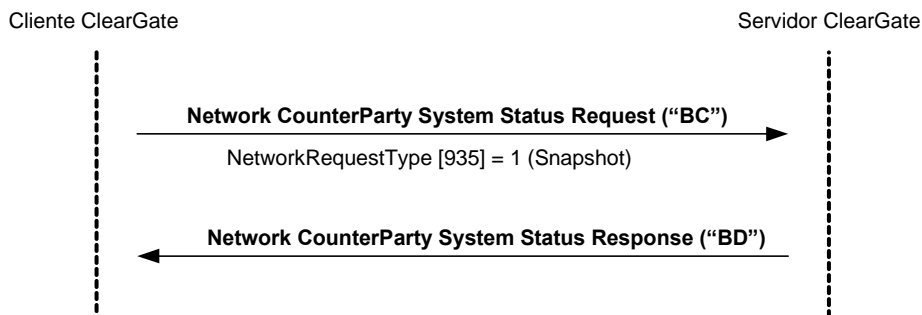 Cliente ClearGate
Servidor ClearGate
Network CounterParty System Status Request (“BC”)
NetworkRequestType [935] = 1 (Snapshot)
Network CounterParty System Status Response (“BD”)